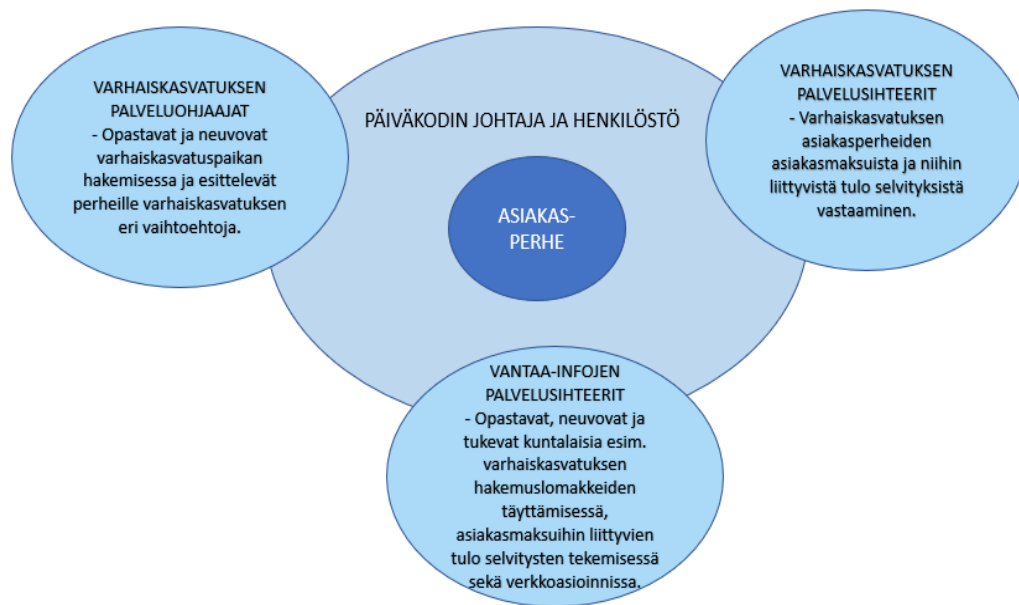 VARHAISKASVATUKSEN
PALVELUOHJAAJAT
- Opastavat ja neuvovat
varhaiskasvatuspaikan
hakemisessa ja esittelevät
perheille varhaiskasvatuksen
eri vaihtoehtoja.
PÄIVÄKODIN JOHTAJA JA HENKILÖSTÖ
ASIAKAS-
PERHE
VARHAISKASVATUKSEN
PALVELUSIHTEERIT
- Varhaiskasvatuksen
asiakasperheiden
asiakasmaksuista ja niihin
liittyvistä tulo selvityksistä
vastaaminen.
VANTAA-INFOJEN
PALVELUSIHTEERIT
- Opastavat, neuvovat ja
tukevat kuntalaisia esim.
varhaiskasvatuksen
hakemuslomakkeiden
täyttämisessä,
asiakasmaksuihin liittyvien
tulo selvitysten tekemisessä
sekä verkkoasioinnissa.